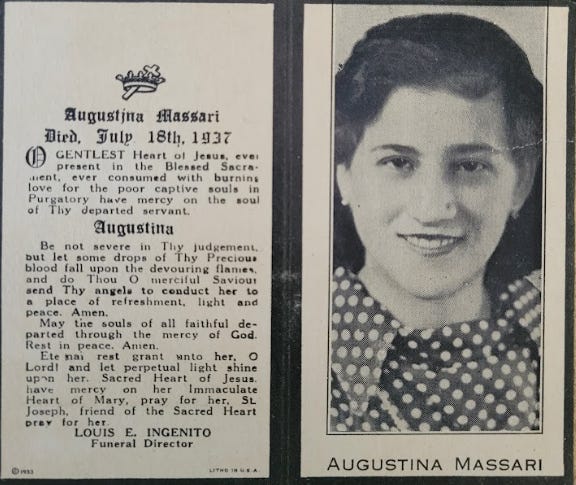 Augustina Massari
Died, July 18th, 1937
O GENTLEST Heart of Jesus, ever
present in the Blessed Sacra-
ment, ever consumed with burning
love for the poor captive souls in
Purgatory have mercy on the soul
of Thy departed servant.
Augustina
Be not severe in Thy judgement,
but let some drops of Thy Precious
blood fall upon the devouring flames,
and do Thou O merciful Saviour
send Thy angels to conduct her to
a place of refreshment, light and
peace. Amen.
May the souls of all faithful de-
parted through the mercy of God.
Rest in peace. Amen.
Eternal rest grant unto her, O
Lord! and let perpetual light shine
upon her. Sacred Heart of Jesus,
have mercy on her Immaculate
Heart of Mary, pray for her, St.
Joseph, friend of the Sacred Heart
pray for her.
LOUIS E. INGENITO
Funeral Director
© 1933
LITHO IN U.S.A.
AUGUSTINA MASSARI